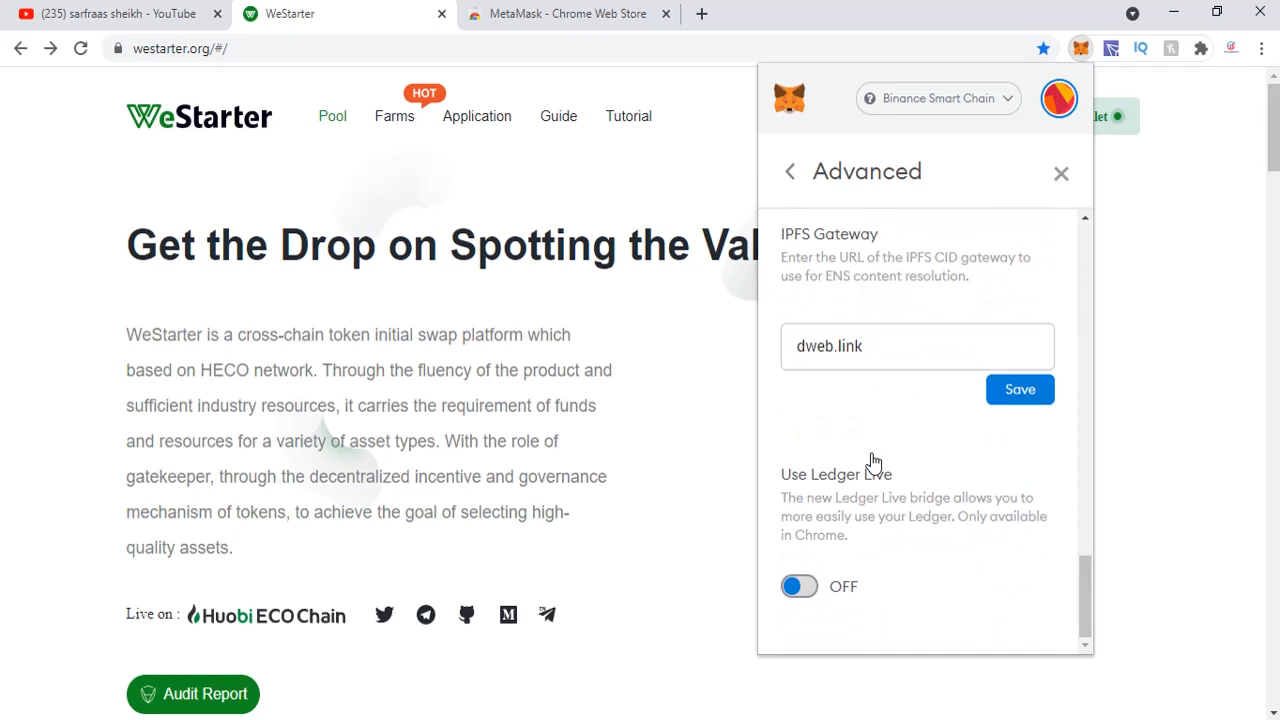 (235) sarfraas sheikh - YouTube
WeStarter
MetaMask - Chrome Web Store
westarter.org/#/
IQ
WeStarter
Pool
HOT
Farms
Application
Guide
Tutorial
Binance Smart Chain
let
Get the Drop on Spotting the Val
WeStarter is a cross-chain token initial swap platform which
based on HECO network. Through the fluency of the product and
sufficient industry resources, it carries the requirement of funds
and resources for a variety of asset types. With the role of
gatekeeper, through the decentralized incentive and governance
mechanism of tokens, to achieve the goal of selecting high-
quality assets.
Live on :
Huobi ECO Chain
Audit Report
Advanced
IPFS Gateway
Enter the URL of the IPFS CID gateway to
use for ENS content resolution.
dweb.link
Save
Use Ledger Live
The new Ledger Live bridge allows you to
more easily use your Ledger. Only available
in Chrome.
OFF